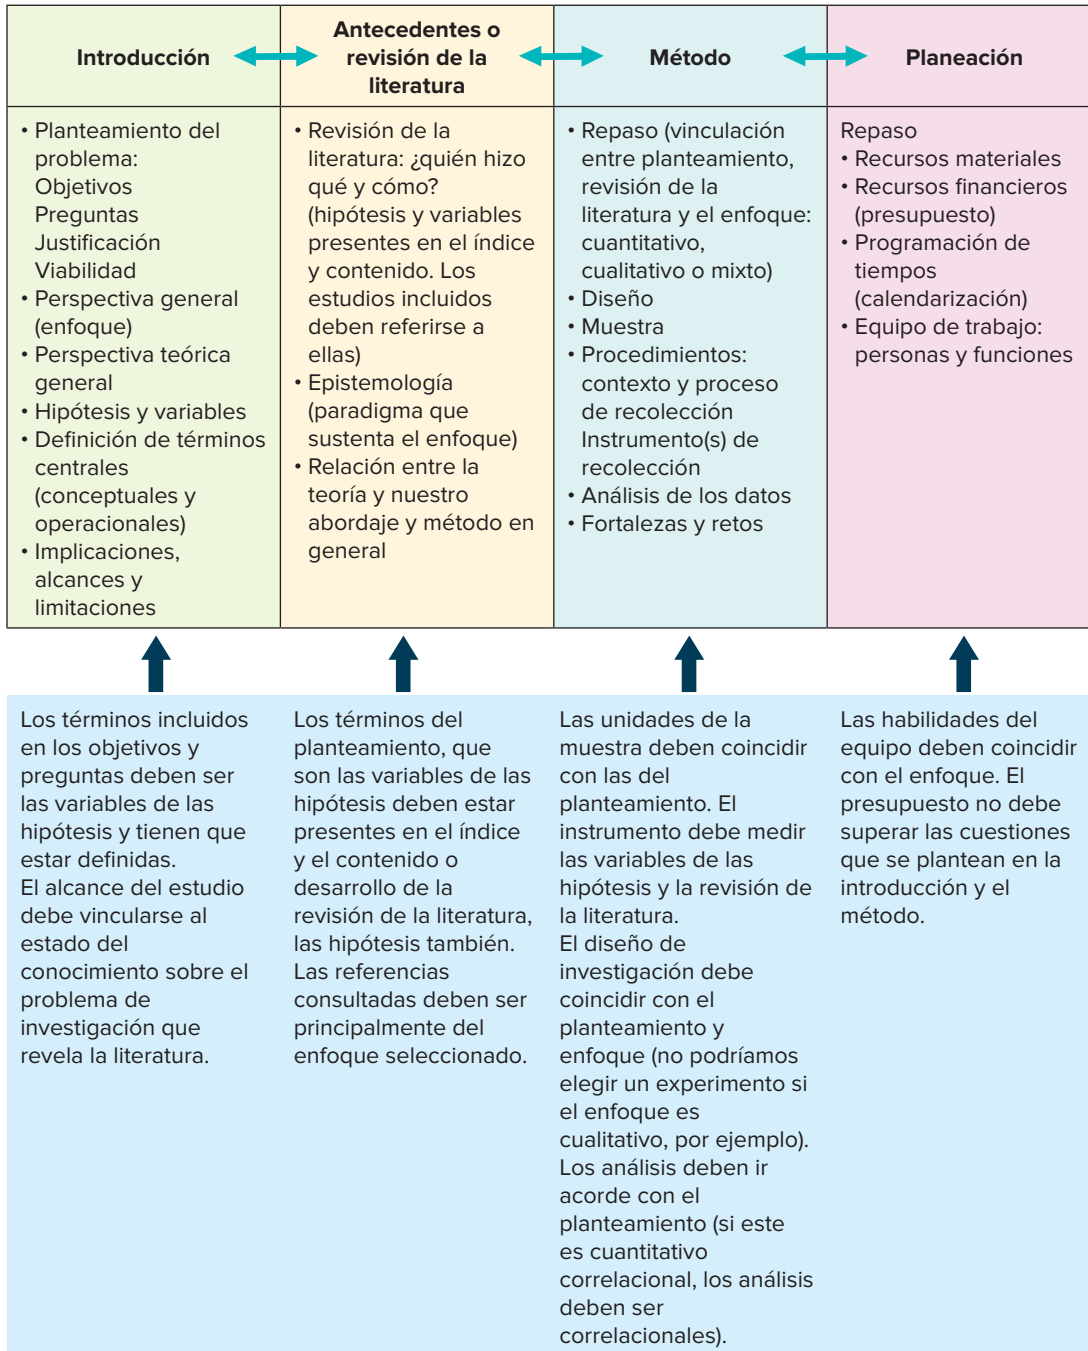 Introducción
Antecedentes o
revisión de la
literatura
Método
Planeación
• Planteamiento del
problema:
Objetivos
Preguntas
Justificación
Viabilidad
• Perspectiva general
(enfoque)
• Perspectiva teórica
general
• Hipótesis y variables
• Definición de términos
centrales
(conceptuales y
operacionales)
• Implicaciones,
alcances y
limitaciones
• Revisión de la
literatura: ¿quién hizo
qué y cómo?
(hipótesis y variables
presentes en el índice
y contenido. Los
estudios incluidos
deben referirse a
ellas)
• Epistemología
(paradigma que
sustenta el enfoque)
• Relación entre la
teoría y nuestro
abordaje y método en
general
• Repaso (vinculación
entre planteamiento,
revisión de la
literatura y el enfoque:
cuantitativo,
cualitativo o mixto)
• Diseño
• Muestra
• Procedimientos:
contexto y proceso
de recolección
Instrumento(s) de
recolección
• Análisis de los datos
• Fortalezas y retos
Repaso
• Recursos materiales
• Recursos financieros
(presupuesto)
• Programación de
tiempos
(calendarización)
• Equipo de trabajo:
personas y funciones
Los términos incluidos
en los objetivos y
preguntas deben ser
las variables de las
hipótesis y tienen que
estar definidas.
El alcance del estudio
debe vincularse al
estado del
conocimiento sobre el
problema de
investigación que
revela la literatura.
Los términos del
planteamiento, que
son las variables de las
hipótesis deben estar
presentes en el índice
y el contenido o
desarrollo de la
revisión de la literatura,
las hipótesis también.
Las referencias
consultadas deben ser
principalmente del
enfoque seleccionado.
Las unidades de la
muestra deben coincidir
con las del
planteamiento. El
instrumento debe medir
las variables de las
hipótesis y la revisión de
la literatura.
El diseño de
investigación debe
coincidir con el
planteamiento y
enfoque (no podríamos
elegir un experimento si
el enfoque es
cualitativo, por ejemplo).
Los análisis deben ir
acorde con el
planteamiento (si este
es cuantitativo
correlacional, los análisis
deben ser
correlacionales).
Las habilidades del
equipo deben coincidir
con el enfoque. El
presupuesto no debe
superar las cuestiones
que se plantean en la
introducción y el
método.